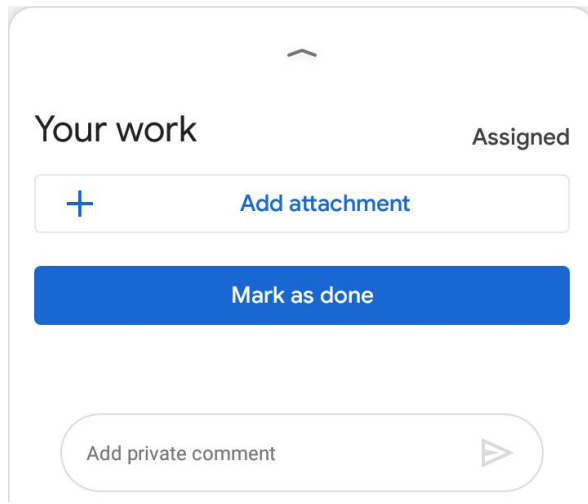 Your work
Assigned
Add attachment
Mark as done
Add private comment